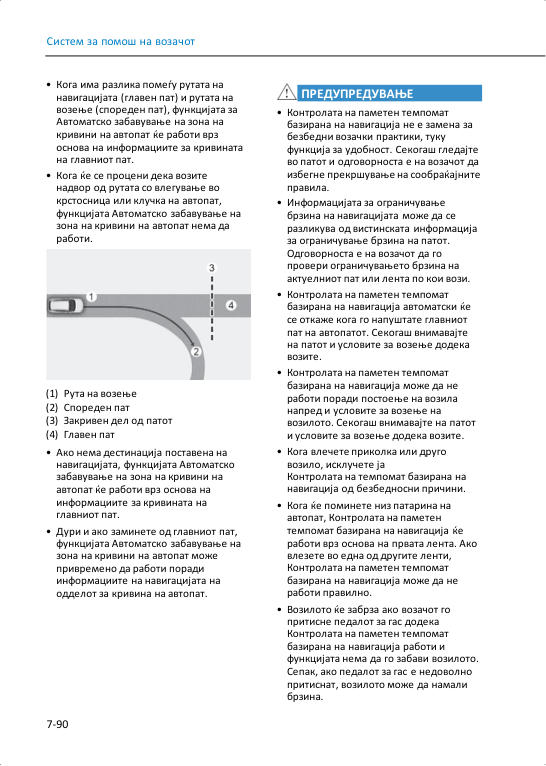 Систем за помош на возачот
• Кога има разлика помеѓу рутата на
навигацијата (главен пат) и рутата на
возење (спореден пат), функцијата за
Автоматско забавување на зона на
кривини на автопат ќе работи врз
основа на информациите за кривината
на главниот пат.
• Кога ќе се процени дека возите
надвор од рутата со влегување во
крстосница или клучка на автопат,
функцијата Автоматско забавување на
зона на кривини на автопат нема да
работи.
1
2
3
4
(1) Рута на возење
(2) Спореден пат
(3) Закривен дел од патот
(4) Главен пат
• Ако нема дестинација поставена на
навигацијата, функцијата Автоматско
забавување на зона на кривини на
автопат ќе работи врз основа на
информациите за кривината на
главниот пат.
• Дури и ако заминете од главниот пат,
функцијата Автоматско забавување на
зона на кривини на автопат може
привремено да работи поради
информациите на навигацијата на
одделот за кривина на автопат.
ПРЕДУПРЕДУВАЊЕ
• Контролата на паметен темпомат
базирана на навигација не е замена за
безбедни возачки практики, туку
функција за удобност. Секогаш гледајте
во патот и одговорноста е на возачот да
избегне прекршување на сообраќајните
правила.
• Информацијата за ограничување
брзина на навигацијата може да се
разликува од вистинската информација
за ограничување брзина на патот.
Одговорноста е на возачот да го
провери ограничувањето брзина на
актуелниот пат или лента по кои вози.
• Контролата на паметен темпомат
базирана на навигација автоматски ќе
се откаже кога го напуштате главниот
пат на автопатот. Секогаш внимавајте
на патот и условите за возење додека
возите.
• Контролата на паметен темпомат
базирана на навигација може да не
работи поради постоење на возила
напред и условите за возење на
возилото. Секогаш внимавајте на патот
и условите за возење додека возите.
• Кога влечете приколка или друго
возило, исклучете ја
Контролата на темпомат базирана на
навигација од безбедносни причини.
• Кога ќе поминете низ патарина на
автопат, Контролата на паметен
темпомат базирана на навигација ќе
работи врз основа на првата лента. Ако
влезете во една од другите ленти,
Контролата на паметен темпомат
базирана на навигација може да не
работи правилно.
• Возилото ќе забрза ако возачот го
притисне педалот за гас додека
Контролата на паметен темпомат
базирана на навигација работи и
функцијата нема да го забави возилото.
Сепак, ако педалот за гас е недоволно
притиснат, возилото може да намали
брзина.
7-90